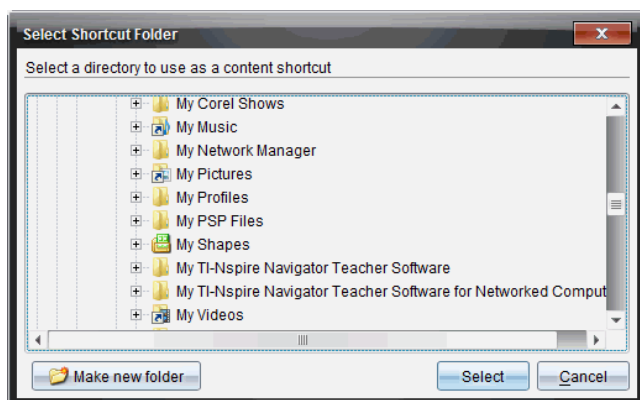 Select Shortcut Folder
Select a directory to use as a content shortcut
My Corel Shows
My Music
My Network Manager
My Pictures
My Profiles
My PSP Files
My Shapes
My TI-Nspire Navigator Teacher Software
My TI-Nspire Navigator Teacher Software for Networked Comput
My Videos
Make new folder
Select
Cancel